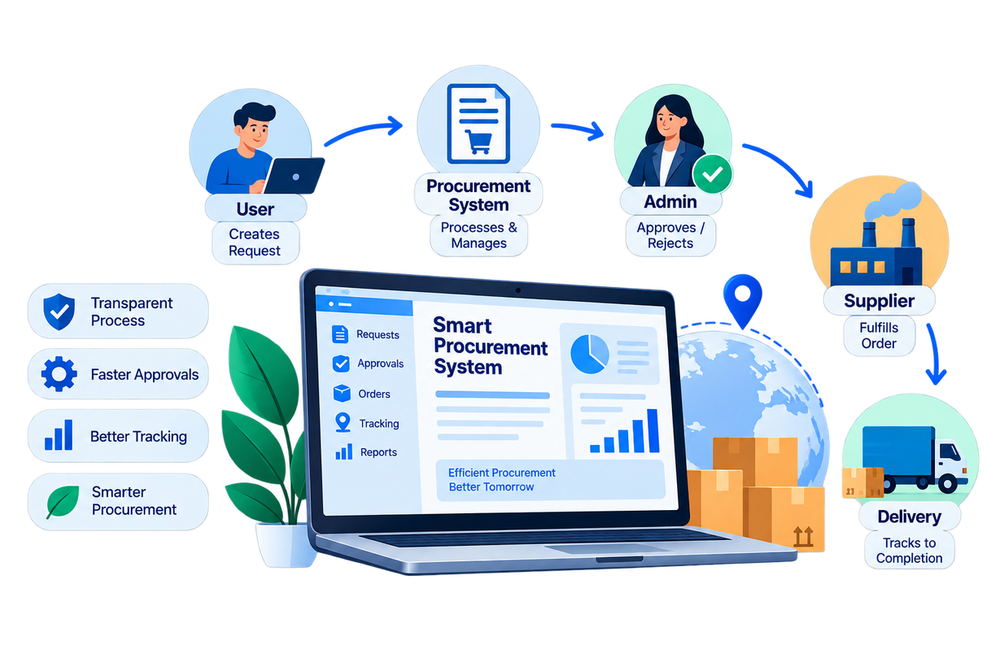 User
Creates
Request
Procurement
System
Processes &
Manages
Admin
Approves /
Rejects
Supplier
Fulfills
Order
Delivery
Tracks to
Completion
Transparent
Process
Faster Approvals
Better Tracking
Smarter
Procurement
Requests
Approvals
Orders
Tracking
Reports
Smart
Procurement
System
Efficient Procurement
Better Tomorrow